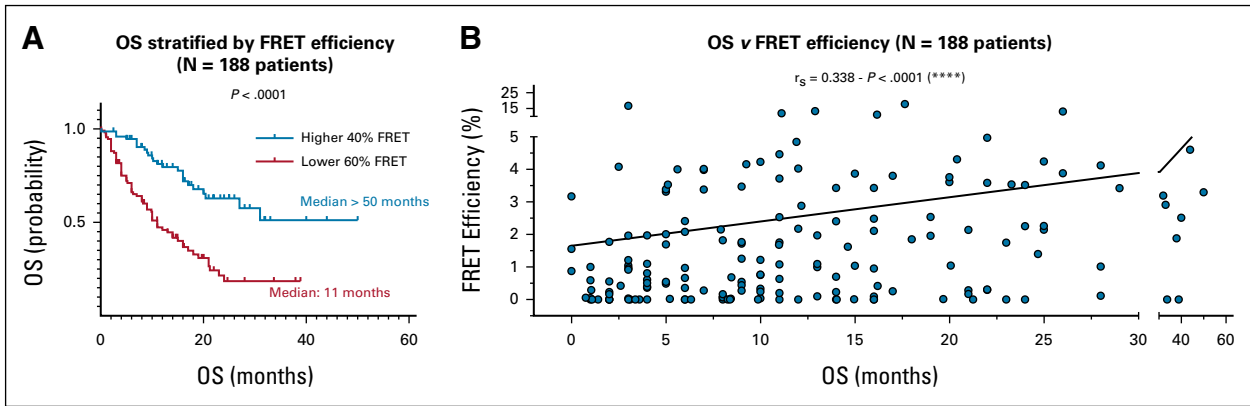 A
OS stratified by FRET efficiency
(N = 188 patients)
P < .0001
OS (probability)
1.0
0.5
Higher 40% FRET
Lower 60% FRET
Median > 50 months
Median: 11 months
0 20 40 60
OS (months)
B
OS v FRET efficiency (N = 188 patients)
rs = 0.338 - P < .0001 (****)
FRET Efficiency (%)
25
15
5
4
3
2
1
0
0 5 10 15 20 25 30 40 60
OS (months)